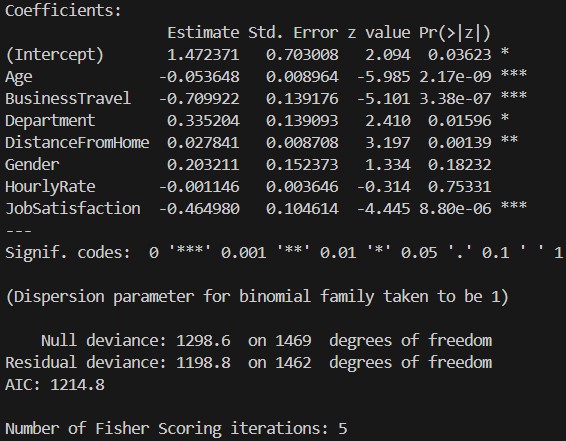 Coefficients:
                 Estimate Std. Error z value Pr(>|z|)
(Intercept)      1.472371   0.703008   2.094  0.03623 *
Age             -0.053648   0.008964  -5.985 2.17e-09 ***
BusinessTravel  -0.709922   0.139176  -5.101 3.38e-07 ***
Department       0.335204   0.139093   2.410  0.01596 *
DistanceFromHome 0.027841   0.008708   3.197  0.00139 **
Gender           0.203211   0.152373   1.334  0.18232
HourlyRate      -0.001146   0.003646  -0.314  0.75331
JobSatisfaction -0.464980   0.104614  -4.445 8.80e-06 ***
---
Signif. codes:  0 '***' 0.001 '**' 0.01 '*' 0.05 '.' 0.1 ' ' 1
(Dispersion parameter for binomial family taken to be 1)
    Null deviance: 1298.6  on 1469  degrees of freedom
Residual deviance: 1198.8  on 1462  degrees of freedom
AIC: 1214.8
Number of Fisher Scoring iterations: 5